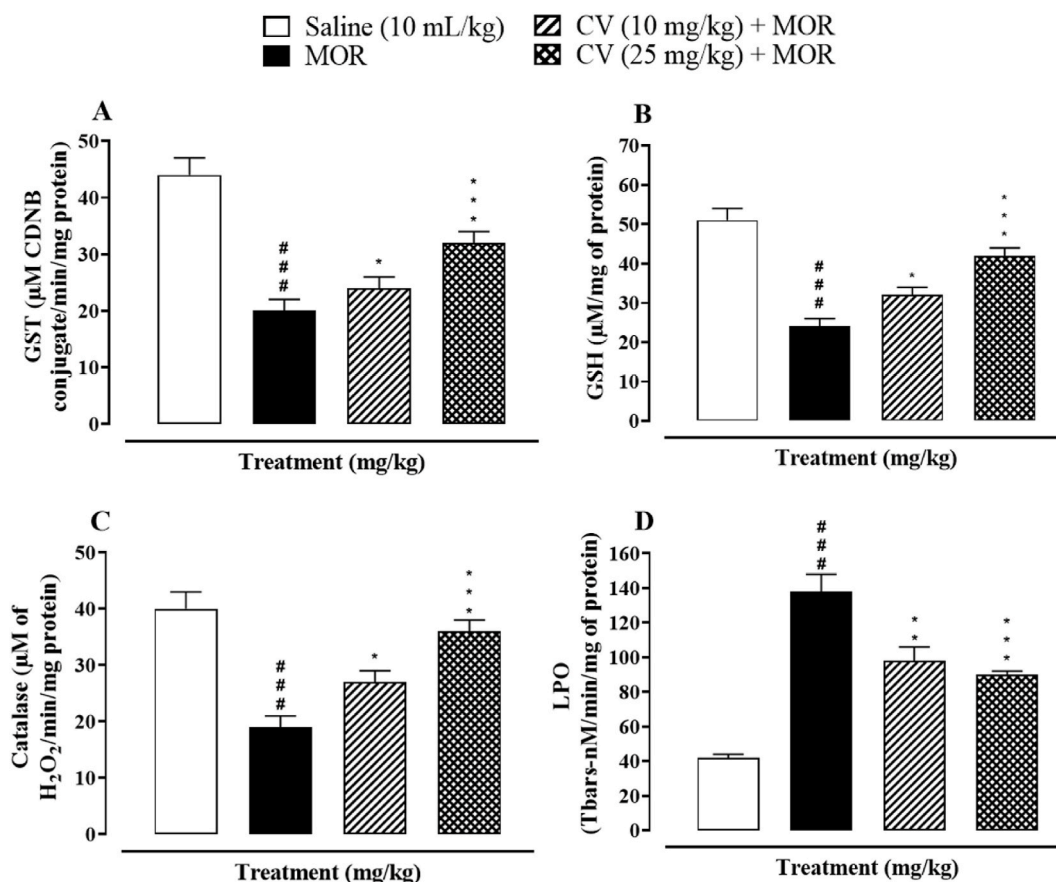 Saline (10 mL/kg)
MOR
CV (10 mg/kg) + MOR
CV (25 mg/kg) + MOR
A
GST (µM CDNB
conjugate/min/mg protein)
50
40
30
20
10
0
###
*
***
Treatment (mg/kg)
B
GSH (µM/mg of protein)
70
60
50
40
30
20
10
0
###
*
***
Treatment (mg/kg)
C
Catalase (µM of
H₂O₂/min/mg protein)
50
40
30
20
10
0
###
*
***
Treatment (mg/kg)
D
LPO
(Tbars-nM/min/mg of protein)
160
140
120
100
80
60
40
20
0
###
**
***
Treatment (mg/kg)